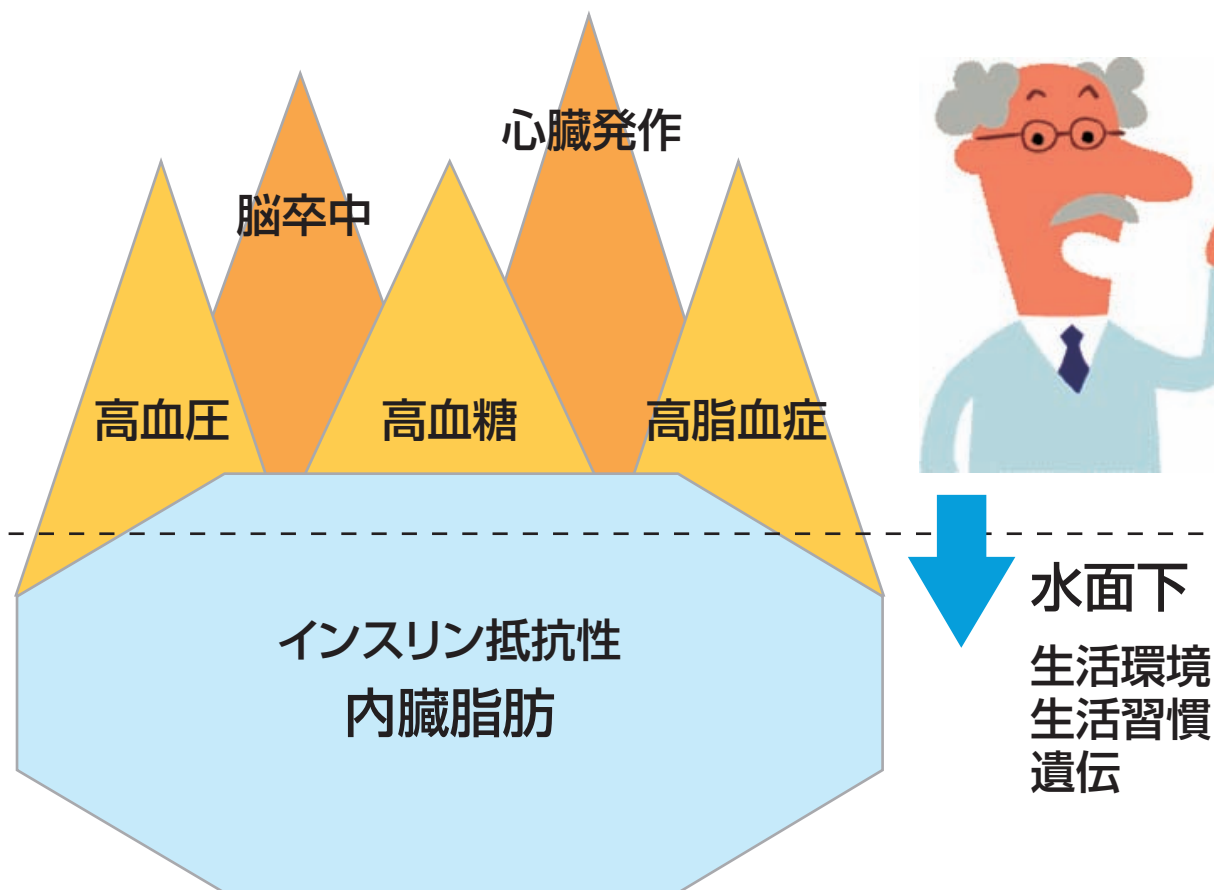 心臓発作
脳卒中
高血圧
高血糖
高脂血症
インスリン抵抗性
内臓脂肪
水面下
生活環境
生活習慣
遺伝